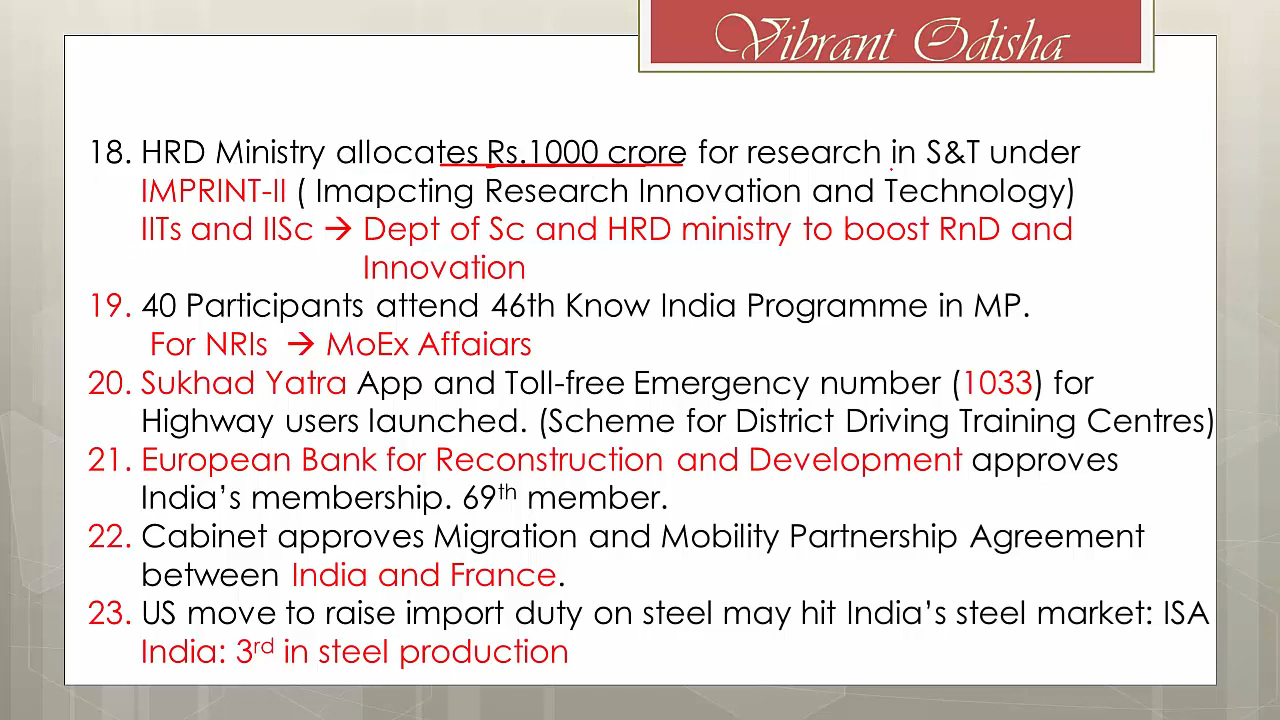 Vibrant Odisha
18. HRD Ministry allocates Rs.1000 crore for research in S&T under
IMPRINT-II ( Imapcting Research Innovation and Technology)
IITs and IISc → Dept of Sc and HRD ministry to boost RnD and
Innovation
19. 40 Participants attend 46th Know India Programme in MP.
For NRIs → MoEx Affaiars
20. Sukhad Yatra App and Toll-free Emergency number (1033) for
Highway users launched. (Scheme for District Driving Training Centres)
21. European Bank for Reconstruction and Development approves
India’s membership. 69th member.
22. Cabinet approves Migration and Mobility Partnership Agreement
between India and France.
23. US move to raise import duty on steel may hit India’s steel market: ISA
India: 3rd in steel production